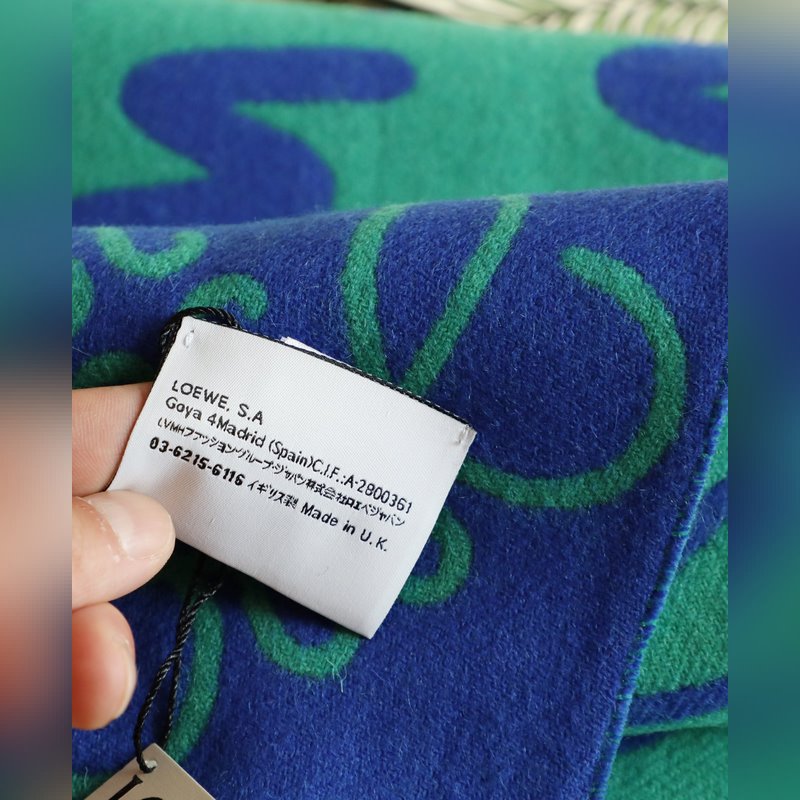 LOEWE, S.A
Goya 4Madrid (Spain)C.I.F.:A-2800361
LVMHファッション・グループ・ジャパン株式会社ロエベジャパン
03-6215-6116 イギリス製 Made in U.K.